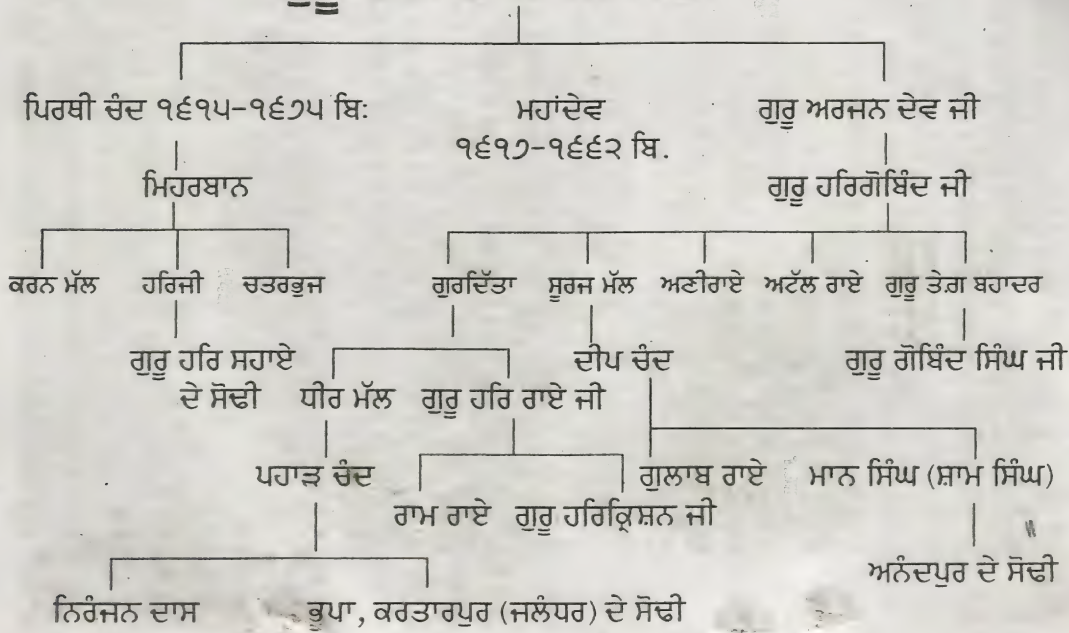 ਪਿਰਥੀ ਚੰਦ ੧੬੧੫-੧੬੭੫ ਬਿ: ਮਹਾਂਦੇਵ ਗੁਰੂ ਅਰਜਨ ਦੇਵ ਜੀ
੧੬੧੭-੧੬੬੨ ਬਿ.
ਮਿਹਰਬਾਨ ਗੁਰੂ ਹਰਿਗੋਬਿੰਦ ਜੀ
ਕਰਨ ਮੱਲ ਹਰਿਜੀ ਚਤਰਭੁਜ ਗੁਰਦਿੱਤਾ ਸੂਰਜ ਮੱਲ ਅਣੀਰਾਏ ਅਟੱਲ ਰਾਏ ਗੁਰੂ ਤੇਗ਼ ਬਹਾਦਰ
ਗੁਰੂ ਹਰਿ ਸਹਾਏ ਦੀਪ ਚੰਦ ਗੁਰੂ ਗੋਬਿੰਦ ਸਿੰਘ ਜੀ
ਦੇ ਸੋਢੀ ਧੀਰ ਮੱਲ ਗੁਰੂ ਹਰਿ ਰਾਏ ਜੀ
ਪਹਾੜ ਚੰਦ ਗੁਲਾਬ ਰਾਏ ਮਾਨ ਸਿੰਘ (ਸ਼ਾਮ ਸਿੰਘ)
ਰਾਮ ਰਾਏ ਗੁਰੂ ਹਰਿਕ੍ਰਿਸ਼ਨ ਜੀ
ਅਨੰਦਪੁਰ ਦੇ ਸੋਢੀ
ਨਿਰੰਜਨ ਦਾਸ ਭੂਪਾ, ਕਰਤਾਰਪੁਰ (ਜਲੰਧਰ) ਦੇ ਸੋਢੀ